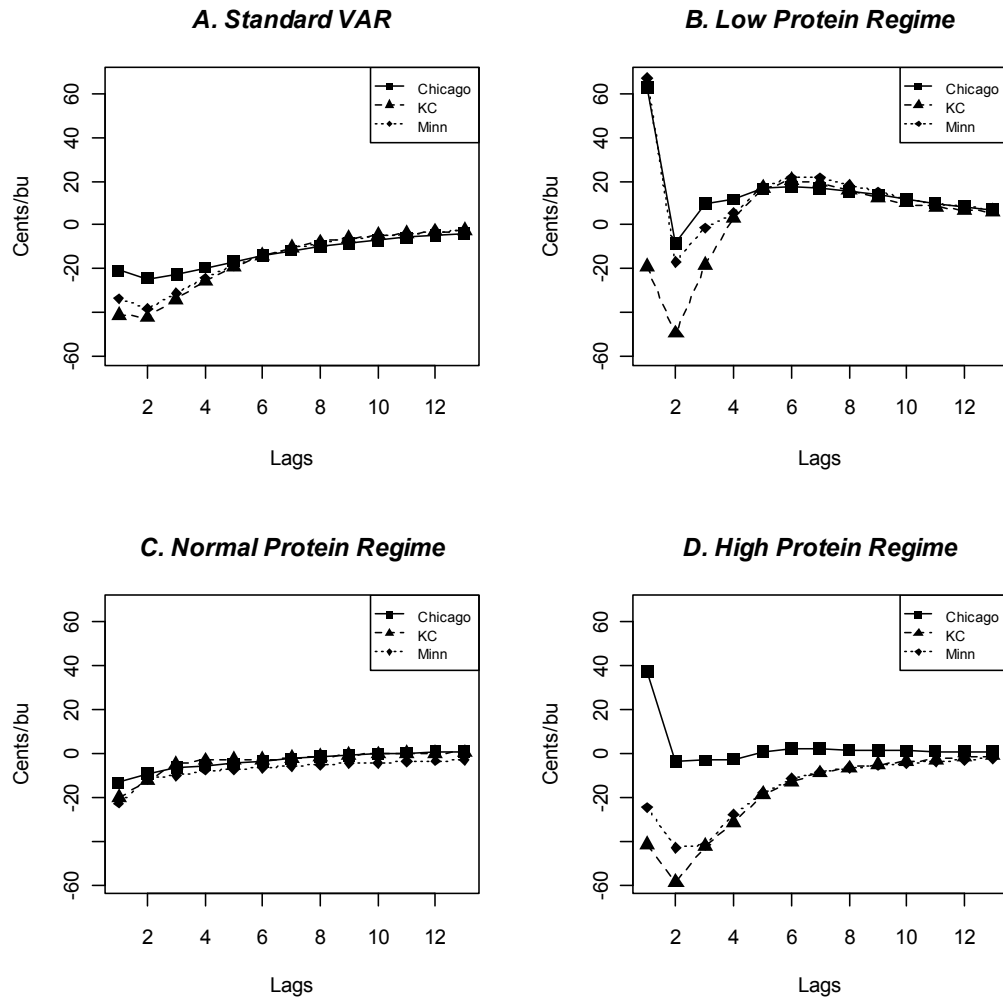 A. Standard VAR
Cents/bu
60
40
20
0
-20
-60
Chicago
KC
Minn
2 4 6 8 10 12
Lags
B. Low Protein Regime
Cents/bu
60
40
20
0
-20
-60
Chicago
KC
Minn
2 4 6 8 10 12
Lags
C. Normal Protein Regime
Cents/bu
60
40
20
0
-20
-60
Chicago
KC
Minn
2 4 6 8 10 12
Lags
D. High Protein Regime
Cents/bu
60
40
20
0
-20
-60
Chicago
KC
Minn
2 4 6 8 10 12
Lags